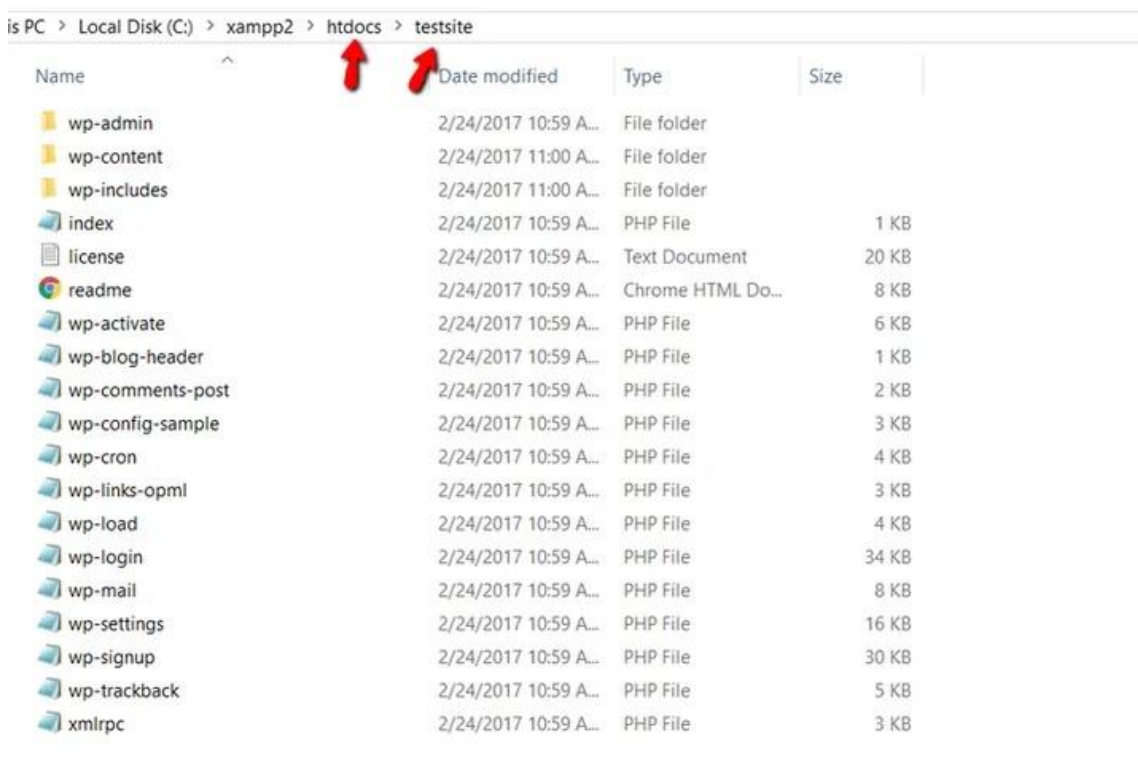 is PC > Local Disk (C:) > xampp2 > htdocs > testsite
Name Date modified Type Size
wp-admin 2/24/2017 10:59 A... File folder
wp-content 2/24/2017 11:00 A... File folder
wp-includes 2/24/2017 11:00 A... File folder
index 2/24/2017 10:59 A... PHP File 1 KB
license 2/24/2017 10:59 A... Text Document 20 KB
readme 2/24/2017 10:59 A... Chrome HTML Do... 8 KB
wp-activate 2/24/2017 10:59 A... PHP File 6 KB
wp-blog-header 2/24/2017 10:59 A... PHP File 1 KB
wp-comments-post 2/24/2017 10:59 A... PHP File 2 KB
wp-config-sample 2/24/2017 10:59 A... PHP File 3 KB
wp-cron 2/24/2017 10:59 A... PHP File 4 KB
wp-links-opml 2/24/2017 10:59 A... PHP File 3 KB
wp-load 2/24/2017 10:59 A... PHP File 4 KB
wp-login 2/24/2017 10:59 A... PHP File 34 KB
wp-mail 2/24/2017 10:59 A... PHP File 8 KB
wp-settings 2/24/2017 10:59 A... PHP File 16 KB
wp-signup 2/24/2017 10:59 A... PHP File 30 KB
wp-trackback 2/24/2017 10:59 A... PHP File 5 KB
xmlrpc 2/24/2017 10:59 A... PHP File 3 KB